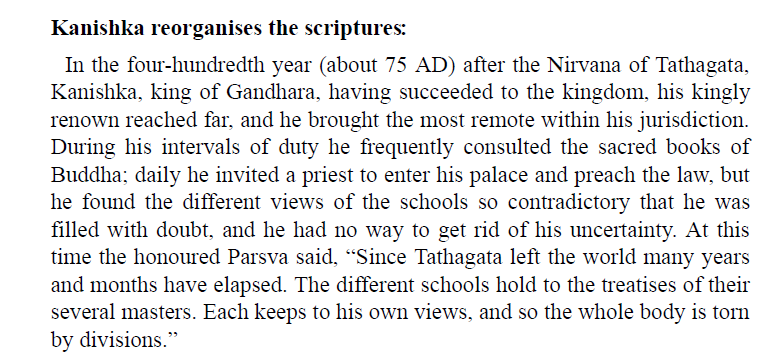 Kanishka reorganises the scriptures:
In the four-hundredth year (about 75 AD) after the Nirvana of Tathagata,
Kanishka, king of Gandhara, having succeeded to the kingdom, his kingly
renown reached far, and he brought the most remote within his jurisdiction.
During his intervals of duty he frequently consulted the sacred books of
Buddha; daily he invited a priest to enter his palace and preach the law, but
he found the different views of the schools so contradictory that he was
filled with doubt, and he had no way to get rid of his uncertainty. At this
time the honoured Parsva said, “Since Tathagata left the world many years
and months have elapsed. The different schools hold to the treatises of their
several masters. Each keeps to his own views, and so the whole body is torn
by divisions.”